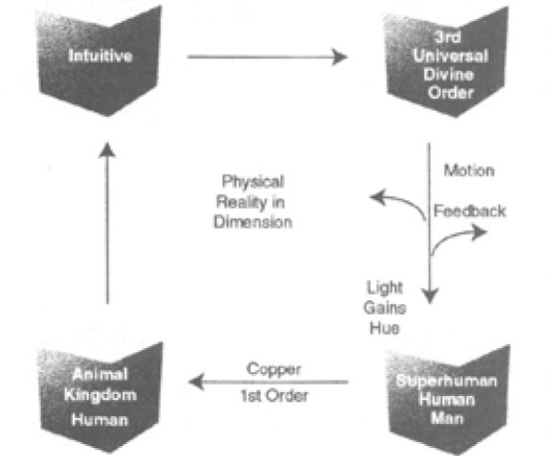 Intuitive
3rd
Universal
Divine
Order
Motion
Feedback
Physical
Reality in
Dimension
Light
Gains
Hue
Animal
Kingdom
Human
Copper
1st Order
Superhuman
Human
Man